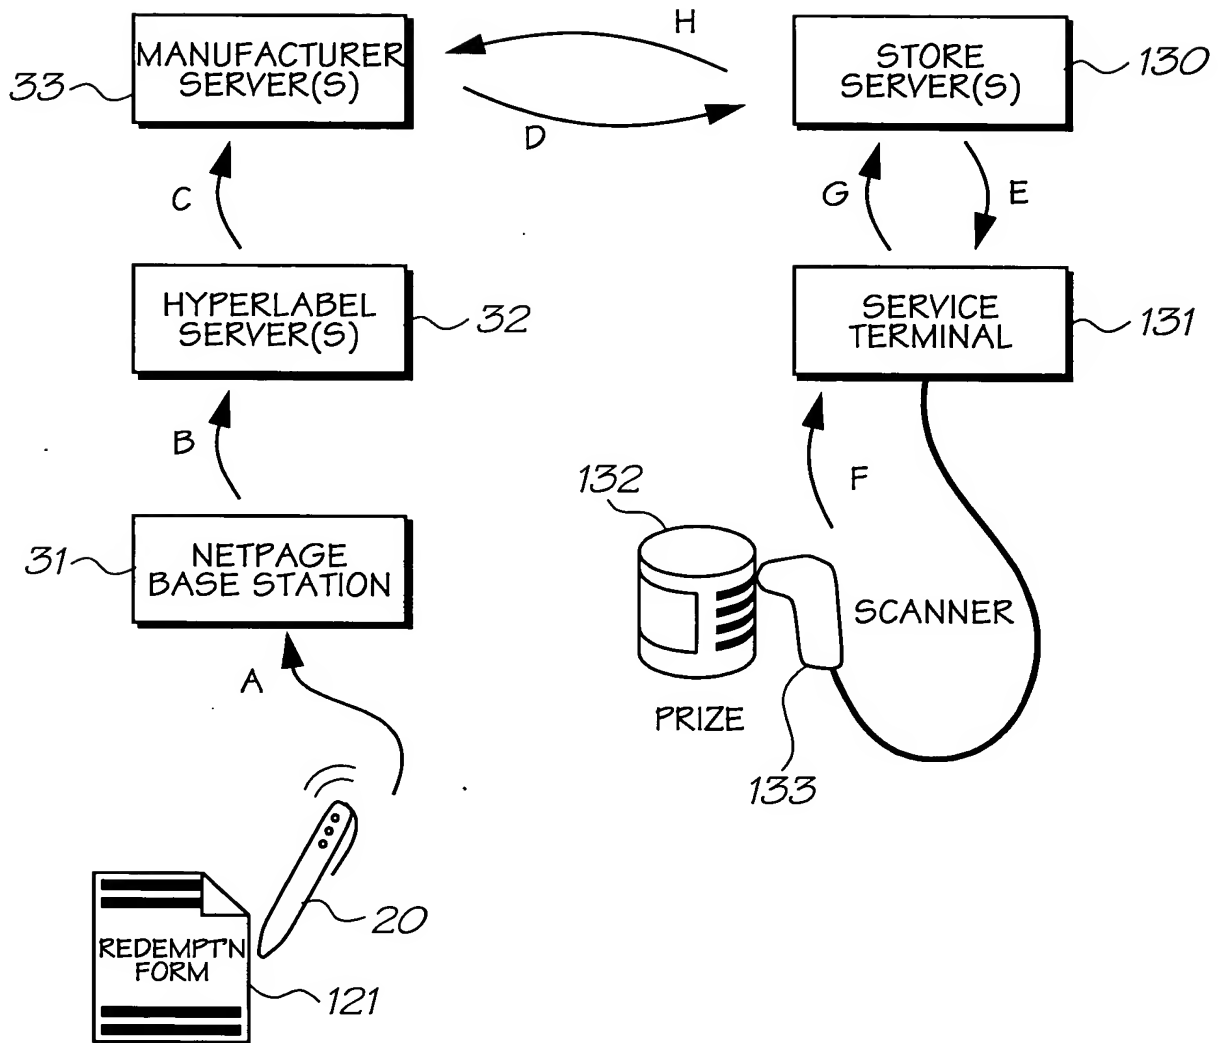 H
MANUFACTURER
SERVER(S)
33
STORE
SERVER(S)
130
D
C
G
E
HYPERLABEL
SERVER(S)
32
SERVICE
TERMINAL
131
B
F
132
31
NETPAGE
BASE STATION
SCANNER
A
PRIZE
133
20
REDEMPT'N
FORM
121